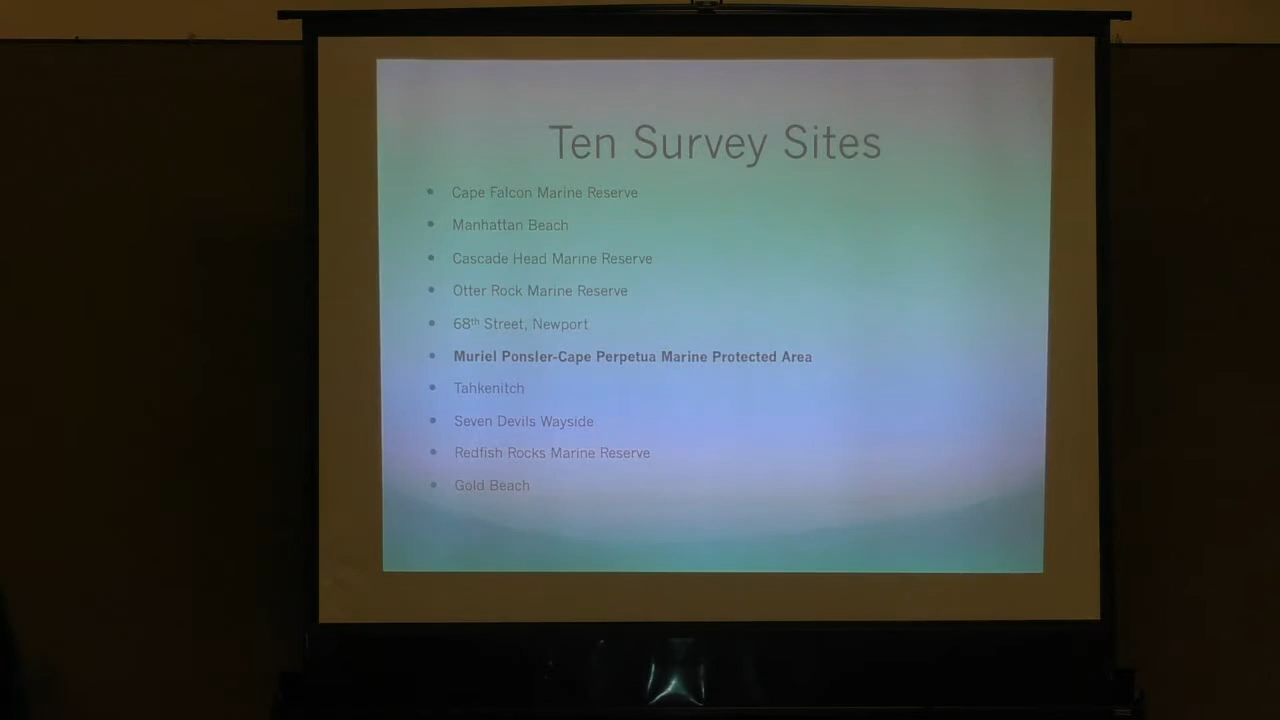 Ten Survey Sites
• Cape Falcon Marine Reserve
• Manhattan Beach
• Cascade Head Marine Reserve
• Otter Rock Marine Reserve
• 68th Street, Newport
• Muriel Ponsler-Cape Perpetua Marine Protected Area
• Tahkenitch
• Seven Devils Wayside
• Redfish Rocks Marine Reserve
• Gold Beach